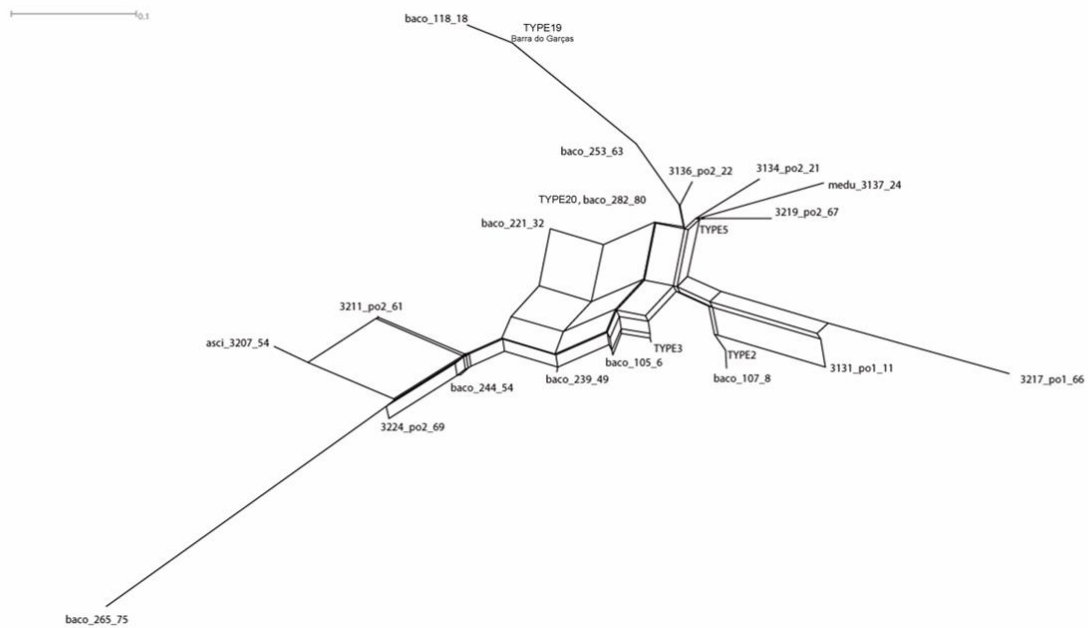 0.1
baco_118_18
TYPE19
Barra do Garças
baco_253_63
3136_po2_22
3134_po2_21
medu_3137_24
TYPE20, baco_282_80
3219_po2_67
baco_221_32
TYPE5
3211_po2_61
asci_3207_54
TYPE3
TYPE2
baco_105_6
3131_po1_11
baco_107_8
3217_po1_66
baco_239_49
baco_244_54
3224_po2_69
baco_265_75